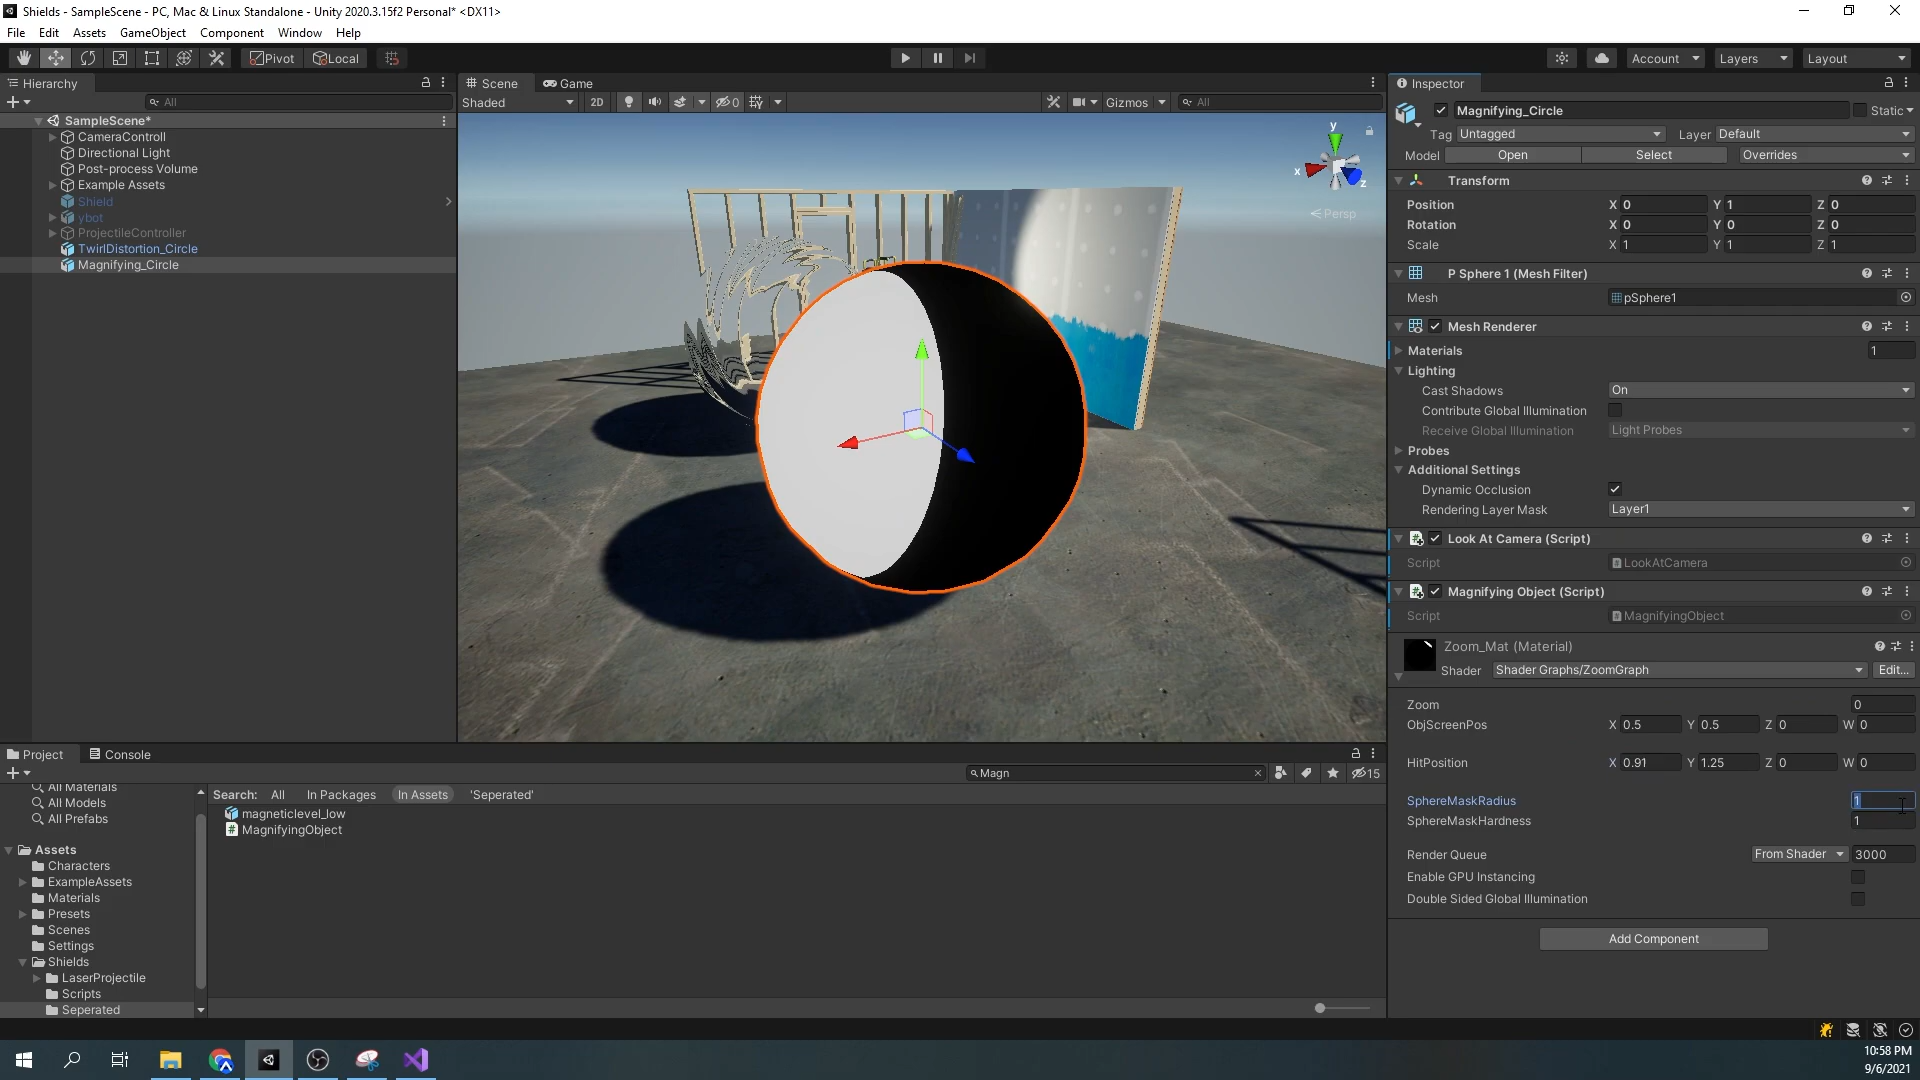 Shields - SampleScene - PC, Mac & Linux Standalone - Unity 2020.3.15f2 Personal* <DX11>
File Edit Assets GameObject Component Window Help
Pivot Local
Account Layers Layout
Hierarchy
All
SampleScene*
CameraControll
Directional Light
Post-process Volume
Example Assets
Shield
ybot
ProjectileController
TwirlDistortion_Circle
Magnifying_Circle
Scene Game
Shaded 2D 0 Gizmos All
y
x
z
Persp
Inspector
Magnifying_Circle Static
Tag Untagged Layer Default
Model Open Select Overrides
Transform
Position X 0 Y 1 Z 0
Rotation X 0 Y 0 Z 0
Scale X 1 Y 1 Z 1
P Sphere 1 (Mesh Filter)
Mesh pSphere1
Mesh Renderer
Materials 1
Lighting
Cast Shadows On
Contribute Global Illumination
Receive Global Illumination Light Probes
Probes
Additional Settings
Dynamic Occlusion
Rendering Layer Mask Layer1
Look At Camera (Script)
Script LookAtCamera
Magnifying Object (Script)
Script MagnifyingObject
Zoom_Mat (Material)
Shader Shader Graphs/ZoomGraph Edit...
Zoom 0
ObjScreenPos X 0.5 Y 0.5 Z 0 W 0
HitPosition X 0.91 Y 1.25 Z 0 W 0
SphereMaskRadius 1
SphereMaskHardness 1
Render Queue From Shader 3000
Enable GPU Instancing
Double Sided Global Illumination
Add Component
Project Console
Magn 15
All Materials
All Models
All Prefabs
Assets
Characters
ExampleAssets
Materials
Presets
Scenes
Settings
Shields
LaserProjectile
Scripts
Seperated
Search: All In Packages In Assets 'Seperated'
magneticlevel_low
MagnifyingObject
10:58 PM
9/6/2021